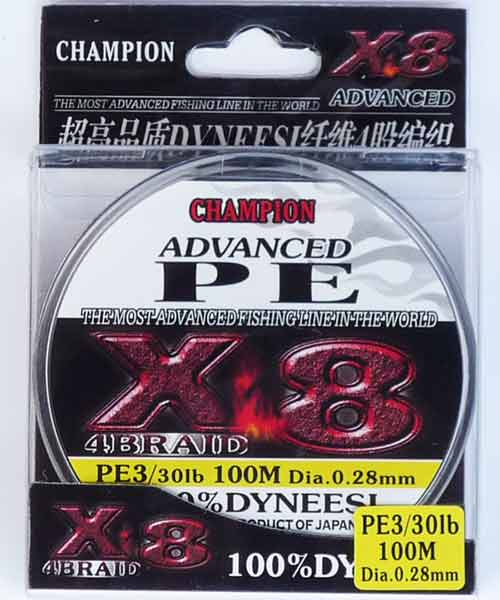 CHAMPION
X8
ADVANCED
THE MOST ADVANCED FISHING LINE IN THE WORLD
超高品质DYNEESI纤维4股编织
CHAMPION
ADVANCED
PE
THE MOST ADVANCED FISHING LINE IN THE WORLD
X8
4BRAID
PE3/30lb 100M Dia.0.28mm
%DYNEESI
OF JAPAN
X8
4BRAID
100%DY
PE3/30lb
100M
Dia.0.28mm